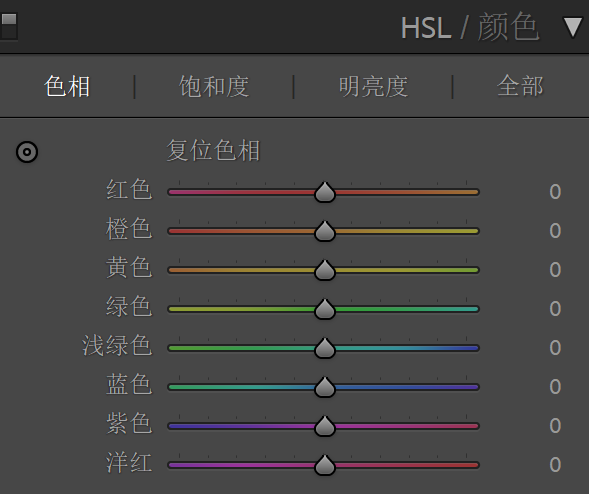 HSL / 颜色
色相 饱和度 明亮度 全部
复位色相
红色 0
橙色 0
黄色 0
绿色 0
浅绿色 0
蓝色 0
紫色 0
洋红 0